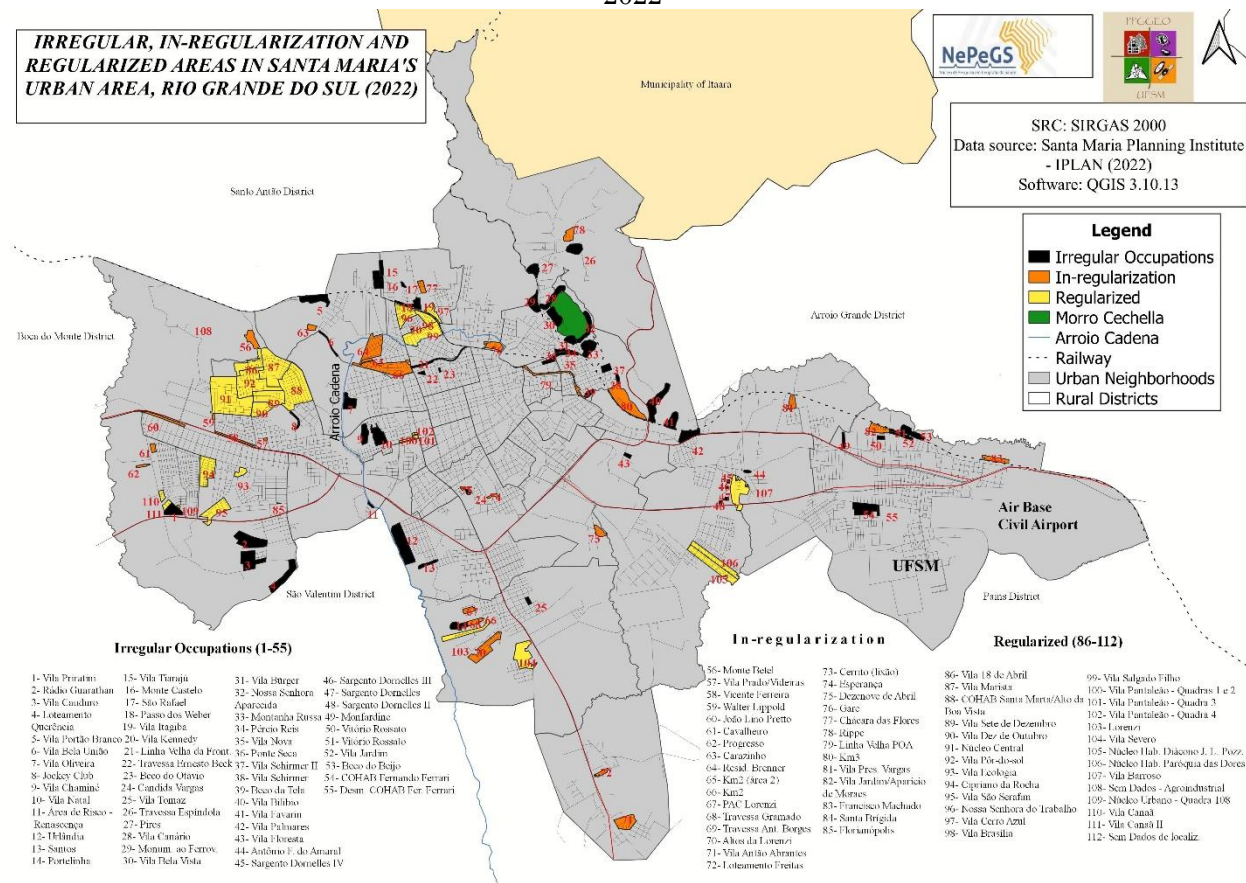 2022
IRREGULAR, IN-REGULARIZATION AND
REGULARIZED AREAS IN SANTA MARIA'S
URBAN AREA, RIO GRANDE DO SUL (2022)
NePeGS
PPGGEO
UFSM
SRC: SIRGAS 2000
Data source: Santa Maria Planning Institute
- IPLAN (2022)
Software: QGIS 3.10.13
Legend
Irregular Occupations
In-regularization
Regularized
Morro Cechella
Arroio Cadena
Railway
Urban Neighborhoods
Rural Districts
Municipality of Itaara
Santo Antão District
Boca do Monte District
Arroio Grande District
Arroio Cadena
Air Base
Civil Airport
UFSM
São Valentim District
Pains District
Irregular Occupations (1-55)
1- Vila Piratini
2- Rádio Guarathan
3- Vila Cauduro
4- Loteamento
Querência
5- Vila Portão Branco
6- Vila Bela União
7- Vila Oliveira
8- Jockey Club
9- Vila Chaminé
10- Vila Natal
11- Área de Risco -
Renascença
12- Urlândia
13- Santos
14- Portelinha
15- Vila Tiarajú
16- Monte Castelo
17- São Rafael
18- Passo dos Weber
19- Vila Itagiba
20- Vila Kennedy
21- Linha Velha da Front.
22- Travessa Ernesto Beck
23- Beco do Otávio
24- Candida Vargas
25- Vila Tomaz
26- Travessa Espíndola
27- Pires
28- Vila Canário
29- Monum. ao Ferrov.
30- Vila Bela Vista
31- Vila Bürger
32- Nossa Senhora
Aparecida
33- Montanha Russa
34- Pércio Reis
35- Vila Nova
36- Ponte Seca
37- Vila Schirmer II
38- Vila Schirmer
39- Beco da Tela
40- Vila Bilibio
41- Vila Favarin
42- Vila Palmares
43- Vila Floresta
44- Antônio F. do Amaral
45- Sargento Dornelles IV
46- Sargento Dornelles III
47- Sargento Dornelles
48- Sargento Dornelles II
49- Monfardine
50- Vitório Rossato
51- Vitório Rossato
52- Vila Jardim
53- Beco do Beijo
54- COHAB Fernando Ferrari
55- Desm. COHAB Fer. Ferrari
In-regularization
56- Monte Betel
57- Vila Prado/Videiras
58- Vicente Ferreira
59- Walter Lippold
60- João Lino Pretto
61- Cavalheiro
62- Progresso
63- Carazinho
64- Resid. Brenner
65- Km2 (área 2)
66- Km2
67- PAC Lorenzi
68- Travessa Gramado
69- Travessa Ant. Borges
70- Altos da Lorenzi
71- Vila Antão Abrantes
72- Loteamento Freitas
73- Cerrito (lixão)
74- Esperança
75- Dezenove de Abril
76- Gare
77- Chácara das Flores
78- Rippe
79- Linha Velha POA
80- Km3
81- Vila Pres. Vargas
82- Vila Jardim/Aparício
de Moraes
83- Francisco Machado
84- Santa Brígida
85- Florianópolis
Regularized (86-112)
86- Vila 18 de Abril
87- Vila Marista
88- COHAB Santa Marta/Alto da
Boa Vista
89- Vila Sete de Dezembro
90- Vila Dez de Outubro
91- Núcleo Central
92- Vila Pôr-do-sol
93- Vila Ecologia
94- Cipriano da Rocha
95- Vila São Serafim
96- Nossa Senhora do Trabalho
97- Vila Cerro Azul
98- Vila Brasília
99- Vila Salgado Filho
100- Vila Pantaleão - Quadras 1 e 2
101- Vila Pantaleão - Quadra 3
102- Vila Pantaleão - Quadra 4
103- Lorenzi
104- Vila Severo
105- Núcleo Hab. Diácono J. L. Pozz.
106- Núcleo Hab. Paróquia das Dores
107- Vila Barroso
108- Sem Dados - Agroindustrial
109- Núcleo Urbano - Quadra 108
110- Vila Canaã
111- Vila Canaã II
112- Sem Dados de localiz.